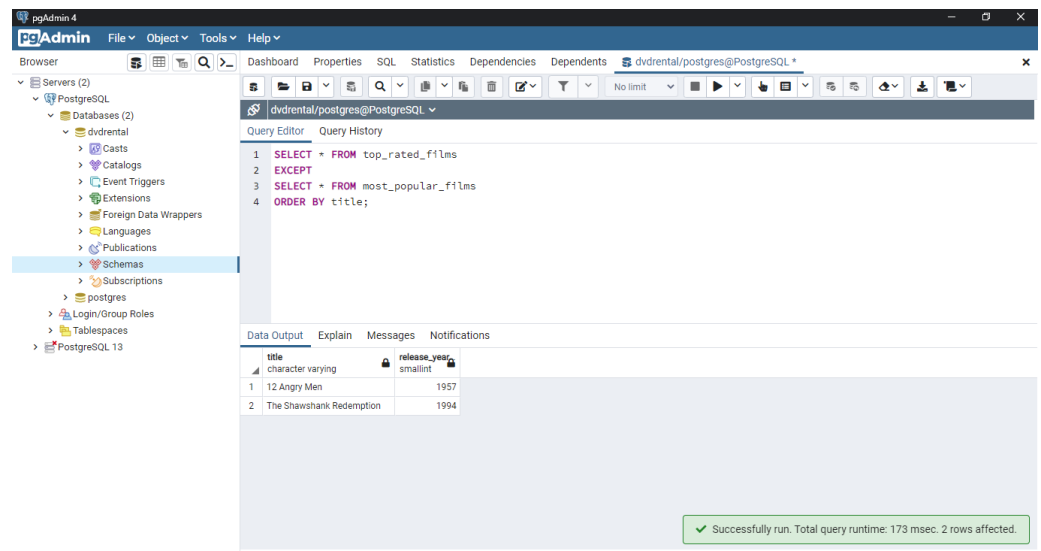 pgAdmin 4
pgAdmin File Object Tools Help
Browser
Dashboard Properties SQL Statistics Dependencies Dependents dvdrental/postgres@PostgreSQL *
Servers (2)
PostgreSQL
Databases (2)
dvdrental
Casts
Catalogs
Event Triggers
Extensions
Foreign Data Wrappers
Languages
Publications
Schemas
Subscriptions
postgres
Login/Group Roles
Tablespaces
PostgreSQL 13
No limit
dvdrental/postgres@PostgreSQL
Query Editor Query History
1 SELECT * FROM top_rated_films
2 EXCEPT
3 SELECT * FROM most_popular_films
4 ORDER BY title;
Data Output Explain Messages Notifications
title release_year
character varying smallint
1 12 Angry Men 1957
2 The Shawshank Redemption 1994
Successfully run. Total query runtime: 173 msec. 2 rows affected.